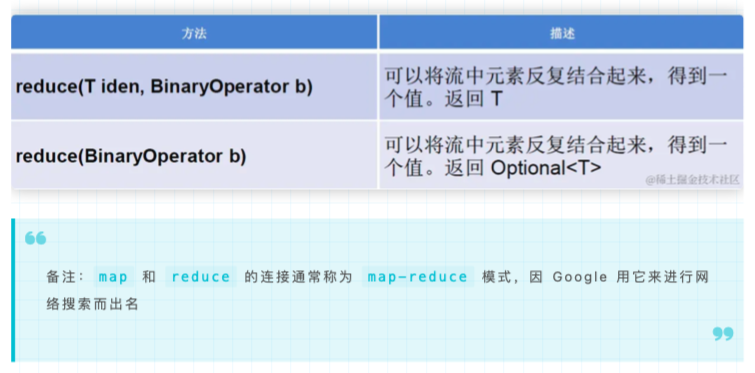 方法
描述
reduce(T iden, BinaryOperator b)
可以将流中元素反复结合起来，得到一
个值。返回 T
reduce(BinaryOperator b)
可以将流中元素反复结合起来，得到一
个值。返回 Optional<T>
@稀土掘金技术社区
❝
备注： map 和 reduce 的连接通常称为 map-reduce 模式，因 Google 用它来进行网
络搜索而出名
❞